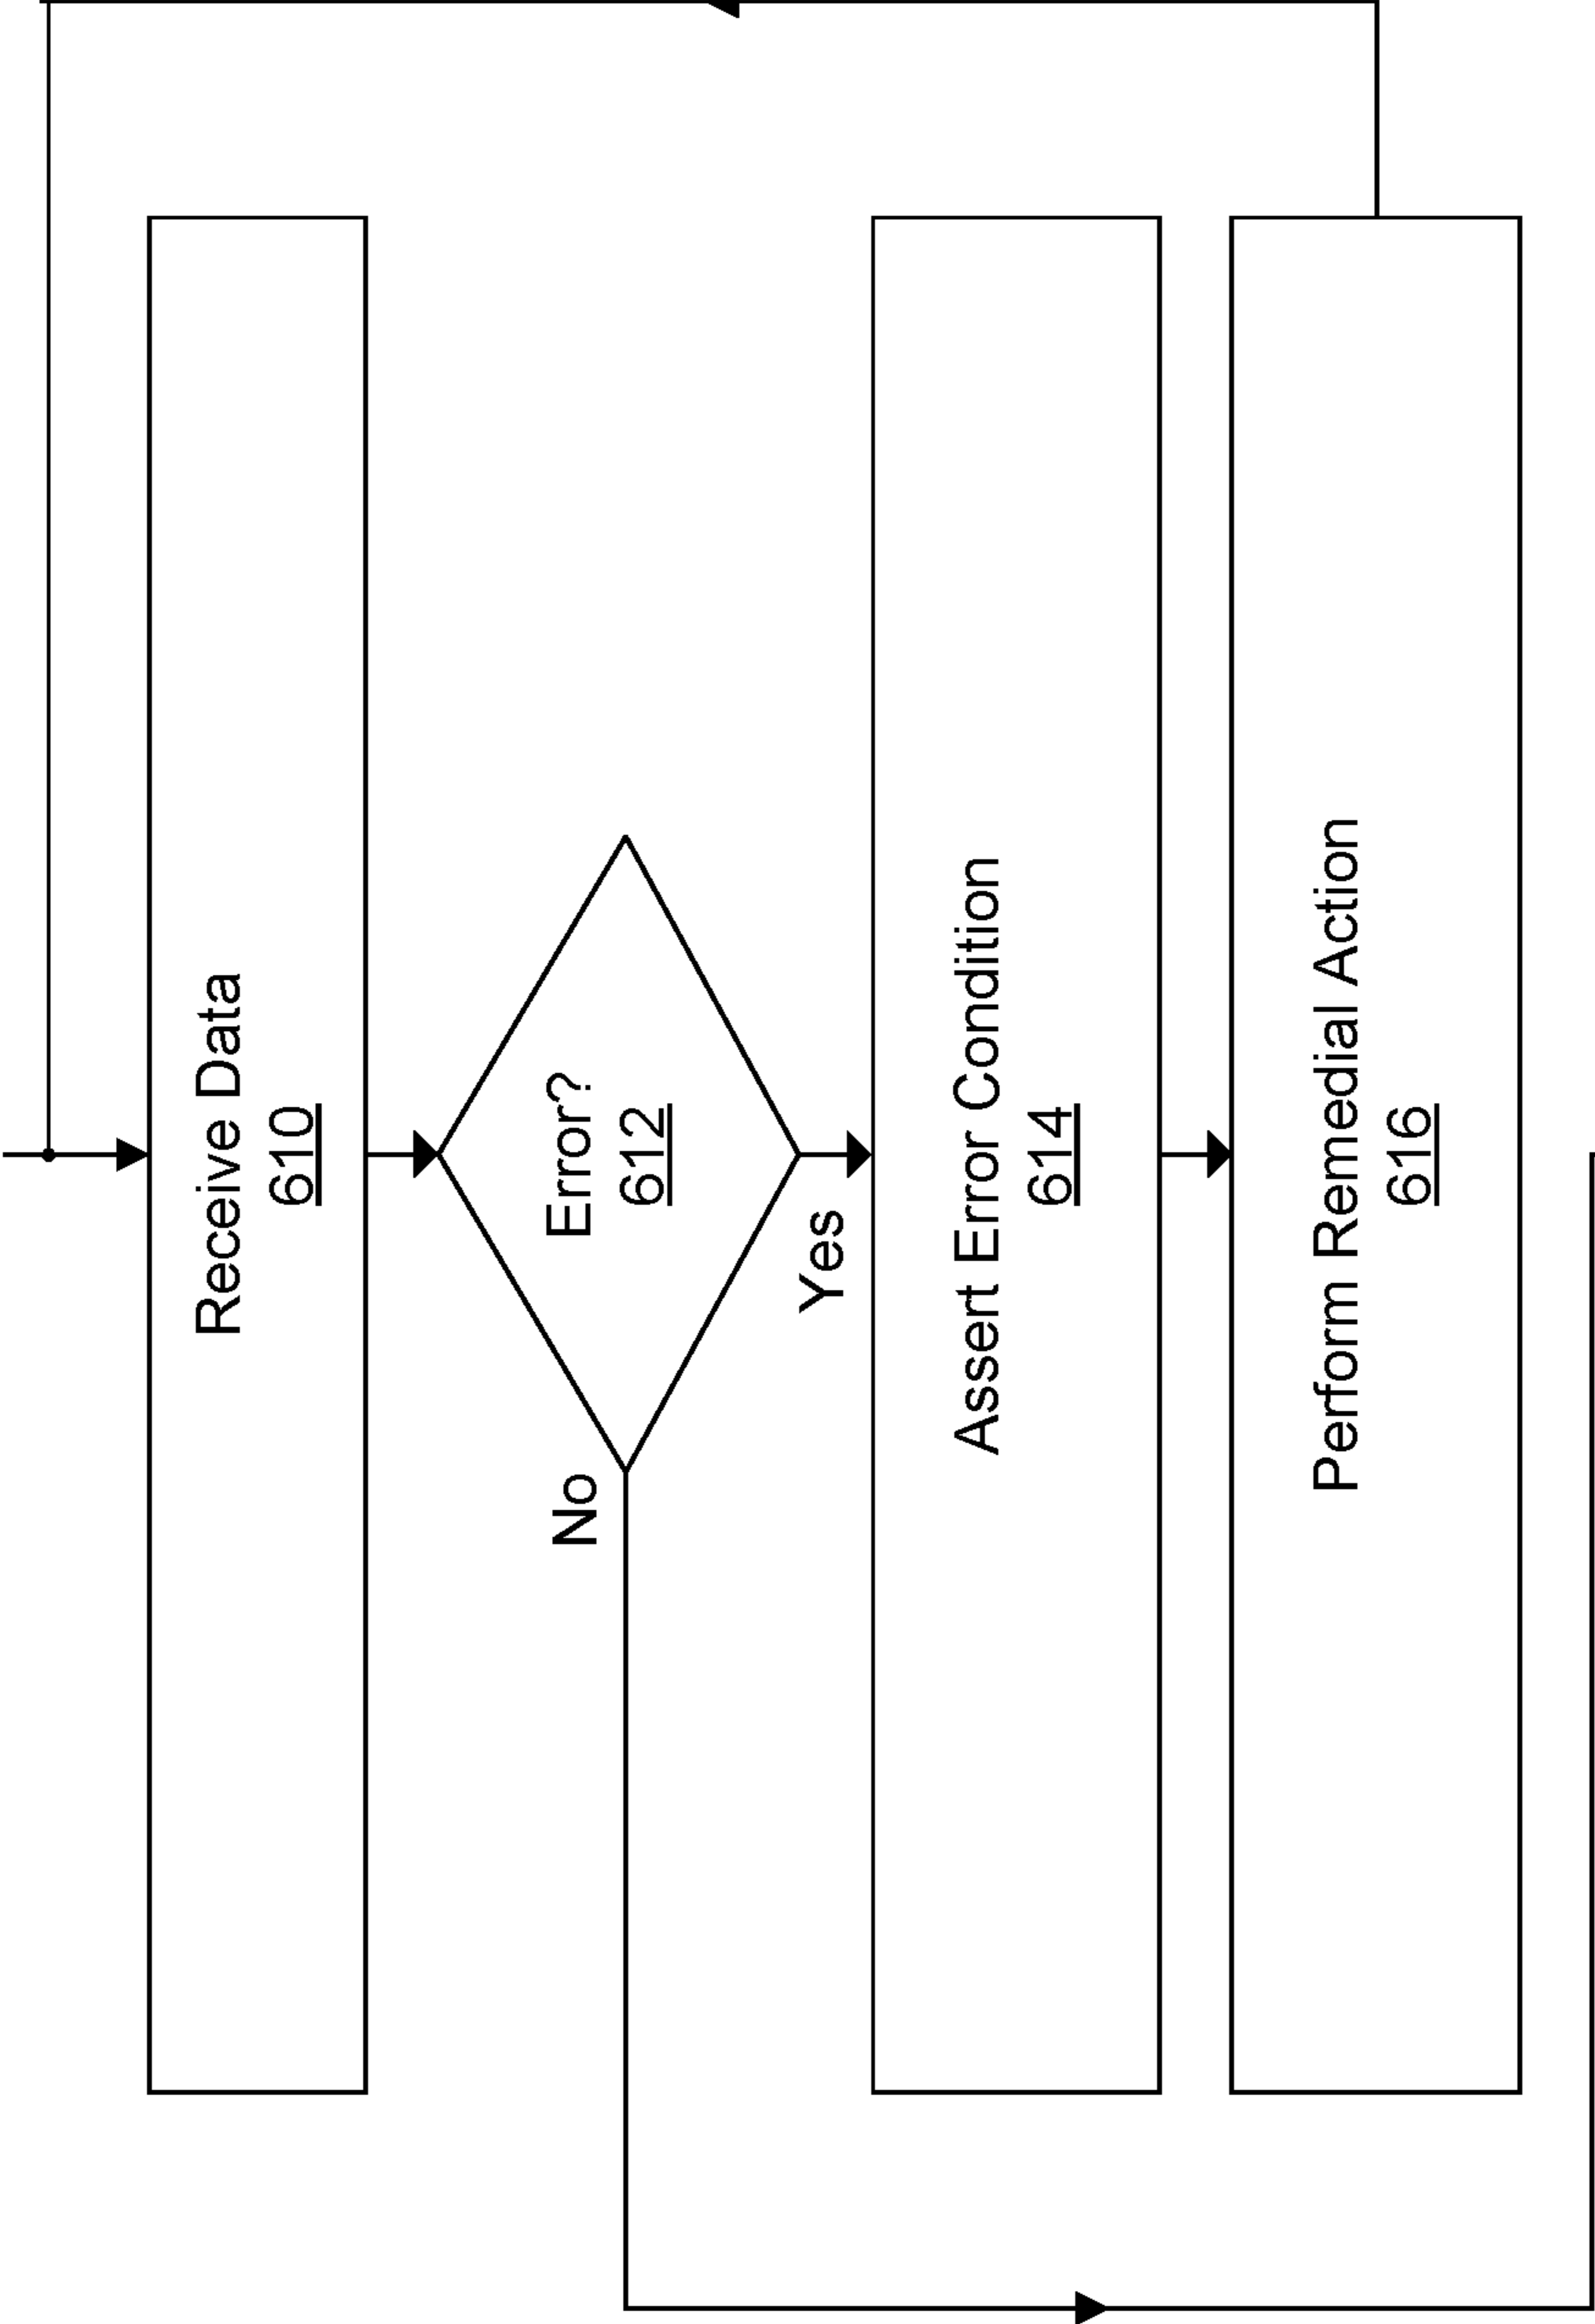 Receive Data
610
Error?
612
No
Yes
Assert Error Condition
614
Perform Remedial Action
616